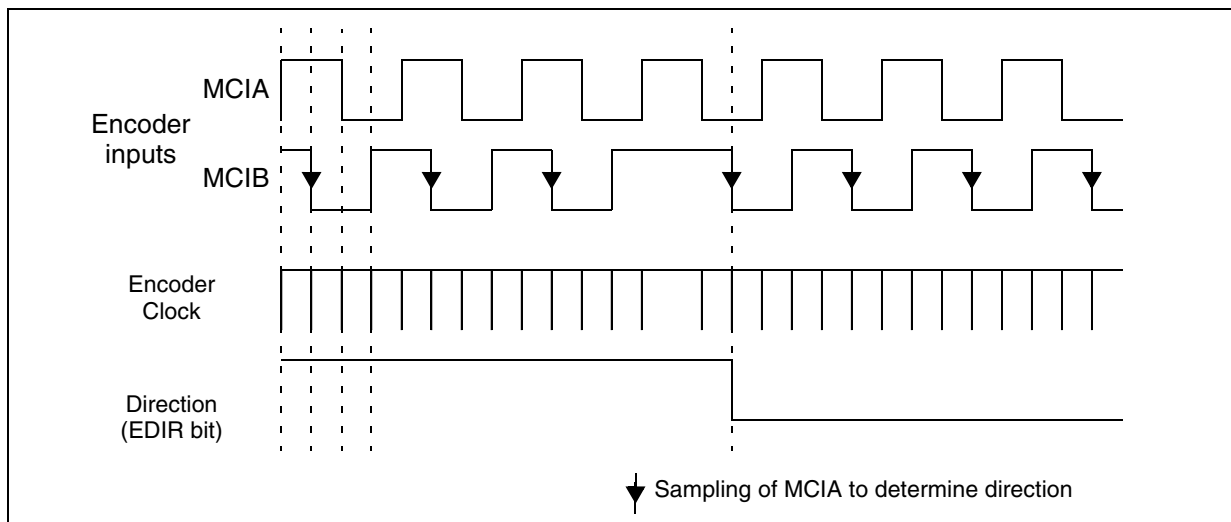 MCIA
Encoder
inputs
MCIB
Encoder
Clock
Direction
(EDIR bit)
Sampling of MCIA to determine direction